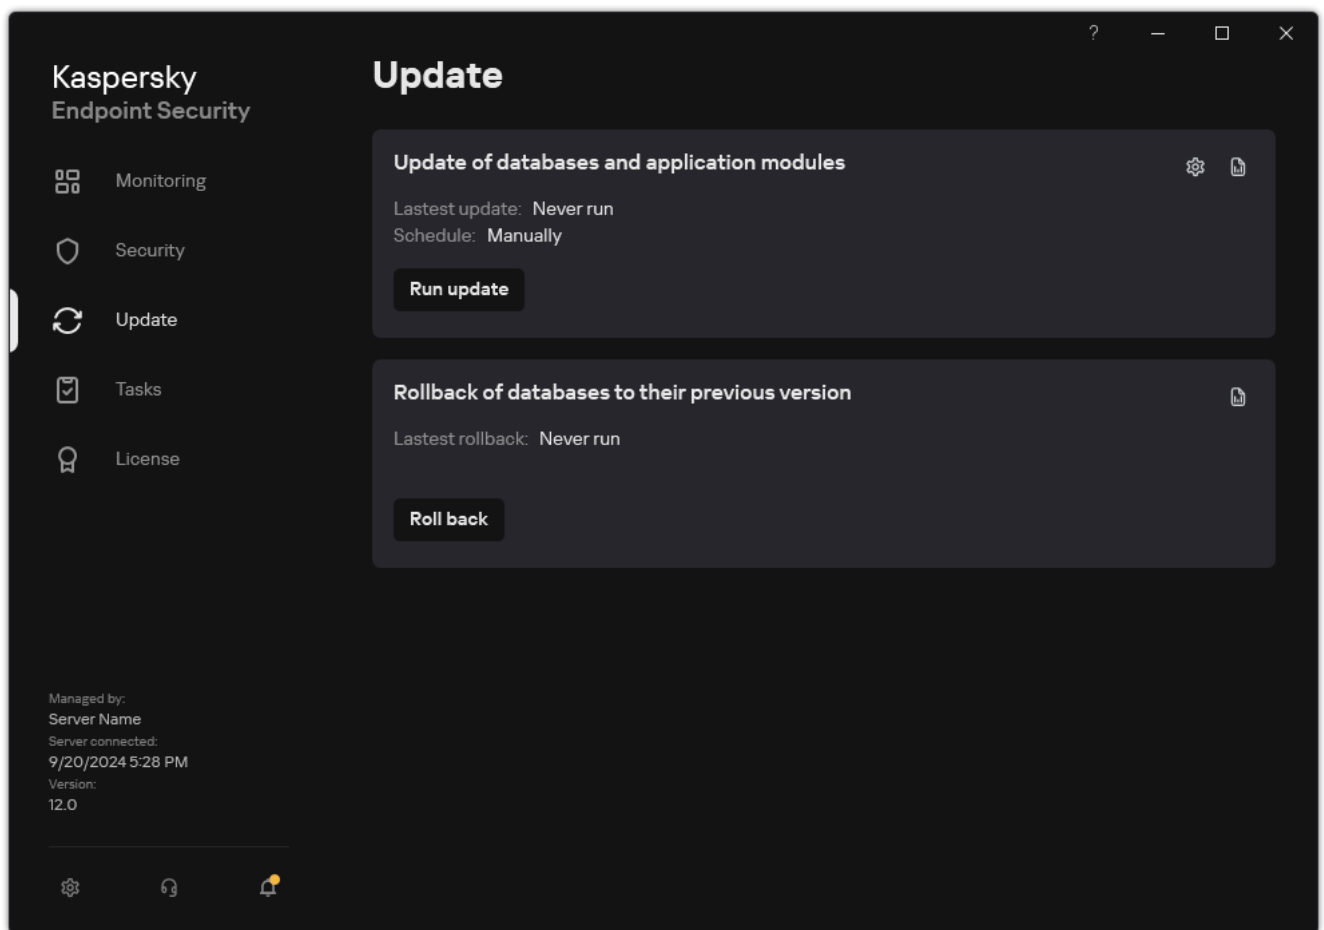 ?
Kaspersky
Endpoint Security
Monitoring
Security
Update
Tasks
License
Managed by:
Server Name
Server connected:
9/20/2024 5:28 PM
Version:
12.0
Update
Update of databases and application modules
Lastest update: Never run
Schedule: Manually
Run update
Rollback of databases to their previous version
Lastest rollback: Never run
Roll back